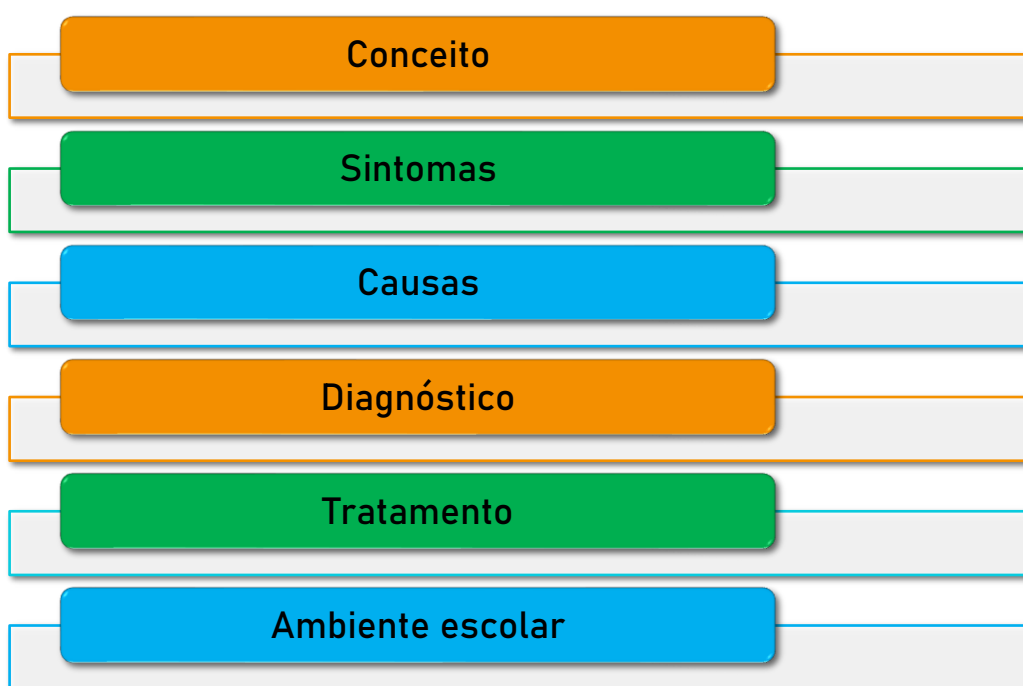 Conceito
Sintomas
Causas
Diagnóstico
Tratamento
Ambiente escolar